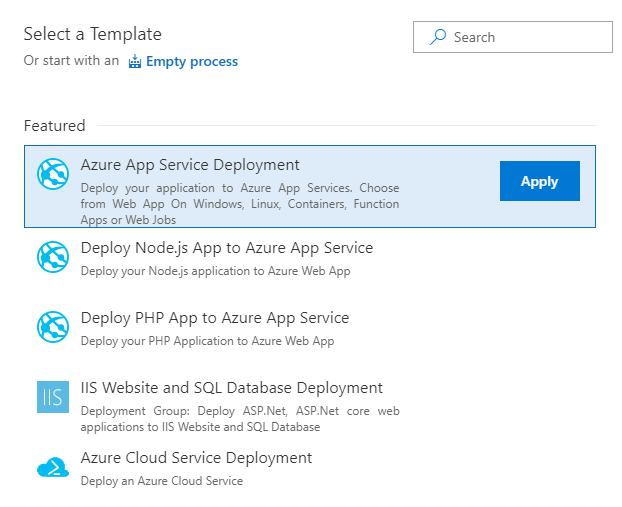 Select a Template
Search
Or start with an Empty process
Featured
Azure App Service Deployment
Deploy your application to Azure App Services. Choose
from Web App On Windows, Linux, Containers, Function
Apps or Web Jobs
Apply
Deploy Node.js App to Azure App Service
Deploy your Node.js application to Azure Web App
Deploy PHP App to Azure App Service
Deploy your PHP Application to Azure Web App
IIS
IIS Website and SQL Database Deployment
Deployment Group: Deploy ASP.Net, ASP.Net core web
applications to IIS Website and SQL Database
Azure Cloud Service Deployment
Deploy an Azure Cloud Service